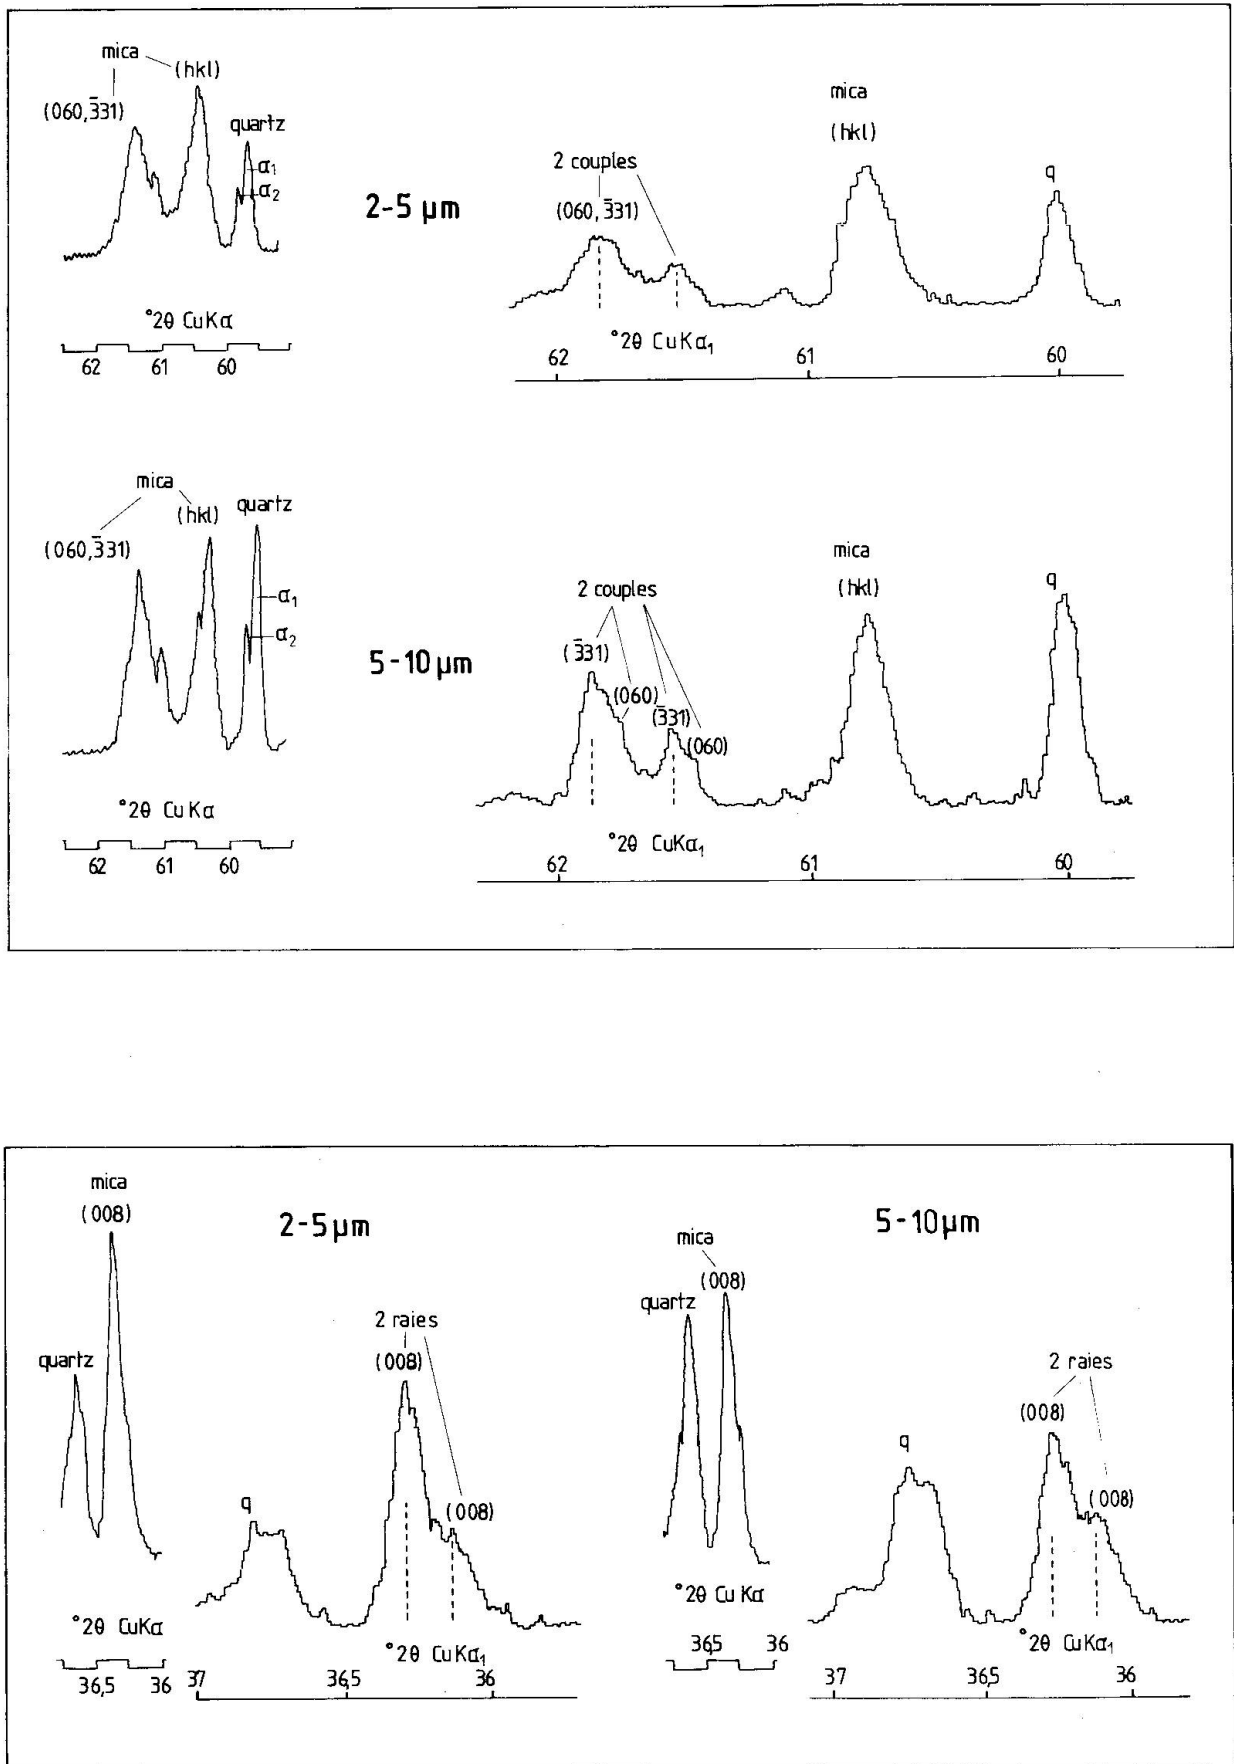 mica
(hkl)
(060,3̄31)
quartz
α1
α2
°2θ CuKα
62 61 60
2-5 µm
2 couples
(060,3̄31)
mica
(hkl)
q
°2θ CuKα1
62 61 60
mica
(hkl)
quartz
(060,3̄31)
α1
α2
°2θ CuKα
62 61 60
5-10 µm
2 couples
(3̄31)
(060)
(3̄31)
(060)
mica
(hkl)
q
°2θ CuKα1
62 61 60
mica
(008)
quartz
°2θ CuKα
36,5 36
2-5 µm
2 raies
(008)
(008)
q
°2θ CuKα1
37 36,5 36
5-10 µm
mica
(008)
quartz
°2θ CuKα
36,5 36
2 raies
(008)
(008)
q
°2θ CuKα1
37 36,5 36